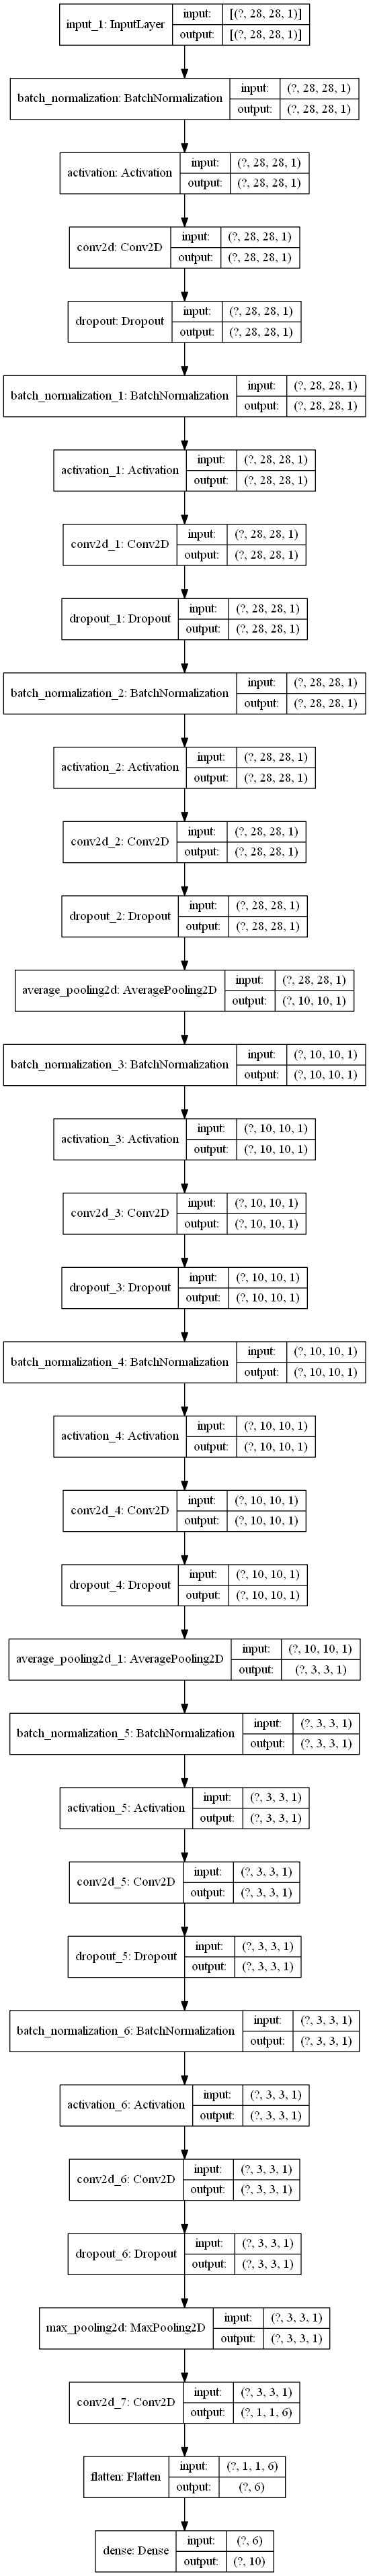 input_1: InputLayer input: [(?, 28, 28, 1)]
output: [(?, 28, 28, 1)]
batch_normalization: BatchNormalization input: (?, 28, 28, 1)
output: (?, 28, 28, 1)
activation: Activation input: (?, 28, 28, 1)
output: (?, 28, 28, 1)
conv2d: Conv2D input: (?, 28, 28, 1)
output: (?, 28, 28, 1)
dropout: Dropout input: (?, 28, 28, 1)
output: (?, 28, 28, 1)
batch_normalization_1: BatchNormalization input: (?, 28, 28, 1)
output: (?, 28, 28, 1)
activation_1: Activation input: (?, 28, 28, 1)
output: (?, 28, 28, 1)
conv2d_1: Conv2D input: (?, 28, 28, 1)
output: (?, 28, 28, 1)
dropout_1: Dropout input: (?, 28, 28, 1)
output: (?, 28, 28, 1)
batch_normalization_2: BatchNormalization input: (?, 28, 28, 1)
output: (?, 28, 28, 1)
activation_2: Activation input: (?, 28, 28, 1)
output: (?, 28, 28, 1)
conv2d_2: Conv2D input: (?, 28, 28, 1)
output: (?, 28, 28, 1)
dropout_2: Dropout input: (?, 28, 28, 1)
output: (?, 28, 28, 1)
average_pooling2d: AveragePooling2D input: (?, 28, 28, 1)
output: (?, 10, 10, 1)
batch_normalization_3: BatchNormalization input: (?, 10, 10, 1)
output: (?, 10, 10, 1)
activation_3: Activation input: (?, 10, 10, 1)
output: (?, 10, 10, 1)
conv2d_3: Conv2D input: (?, 10, 10, 1)
output: (?, 10, 10, 1)
dropout_3: Dropout input: (?, 10, 10, 1)
output: (?, 10, 10, 1)
batch_normalization_4: BatchNormalization input: (?, 10, 10, 1)
output: (?, 10, 10, 1)
activation_4: Activation input: (?, 10, 10, 1)
output: (?, 10, 10, 1)
conv2d_4: Conv2D input: (?, 10, 10, 1)
output: (?, 10, 10, 1)
dropout_4: Dropout input: (?, 10, 10, 1)
output: (?, 10, 10, 1)
average_pooling2d_1: AveragePooling2D input: (?, 10, 10, 1)
output: (?, 3, 3, 1)
batch_normalization_5: BatchNormalization input: (?, 3, 3, 1)
output: (?, 3, 3, 1)
activation_5: Activation input: (?, 3, 3, 1)
output: (?, 3, 3, 1)
conv2d_5: Conv2D input: (?, 3, 3, 1)
output: (?, 3, 3, 1)
dropout_5: Dropout input: (?, 3, 3, 1)
output: (?, 3, 3, 1)
batch_normalization_6: BatchNormalization input: (?, 3, 3, 1)
output: (?, 3, 3, 1)
activation_6: Activation input: (?, 3, 3, 1)
output: (?, 3, 3, 1)
conv2d_6: Conv2D input: (?, 3, 3, 1)
output: (?, 3, 3, 1)
dropout_6: Dropout input: (?, 3, 3, 1)
output: (?, 3, 3, 1)
max_pooling2d: MaxPooling2D input: (?, 3, 3, 1)
output: (?, 3, 3, 1)
conv2d_7: Conv2D input: (?, 3, 3, 1)
output: (?, 1, 1, 6)
flatten: Flatten input: (?, 1, 1, 6)
output: (?, 6)
dense: Dense input: (?, 6)
output: (?, 10)